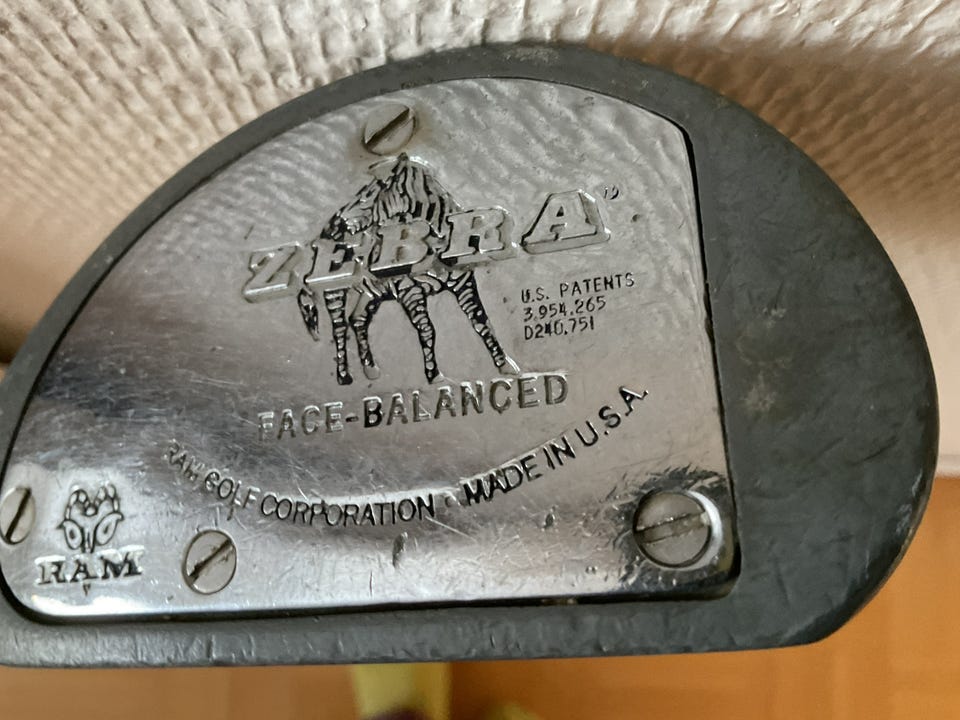 ZEBRA"
U.S. PATENTS
3,954,265
D240,751
FACE-BALANCED
RAM GOLF CORPORATION · MADE IN U.S.A.
RAM